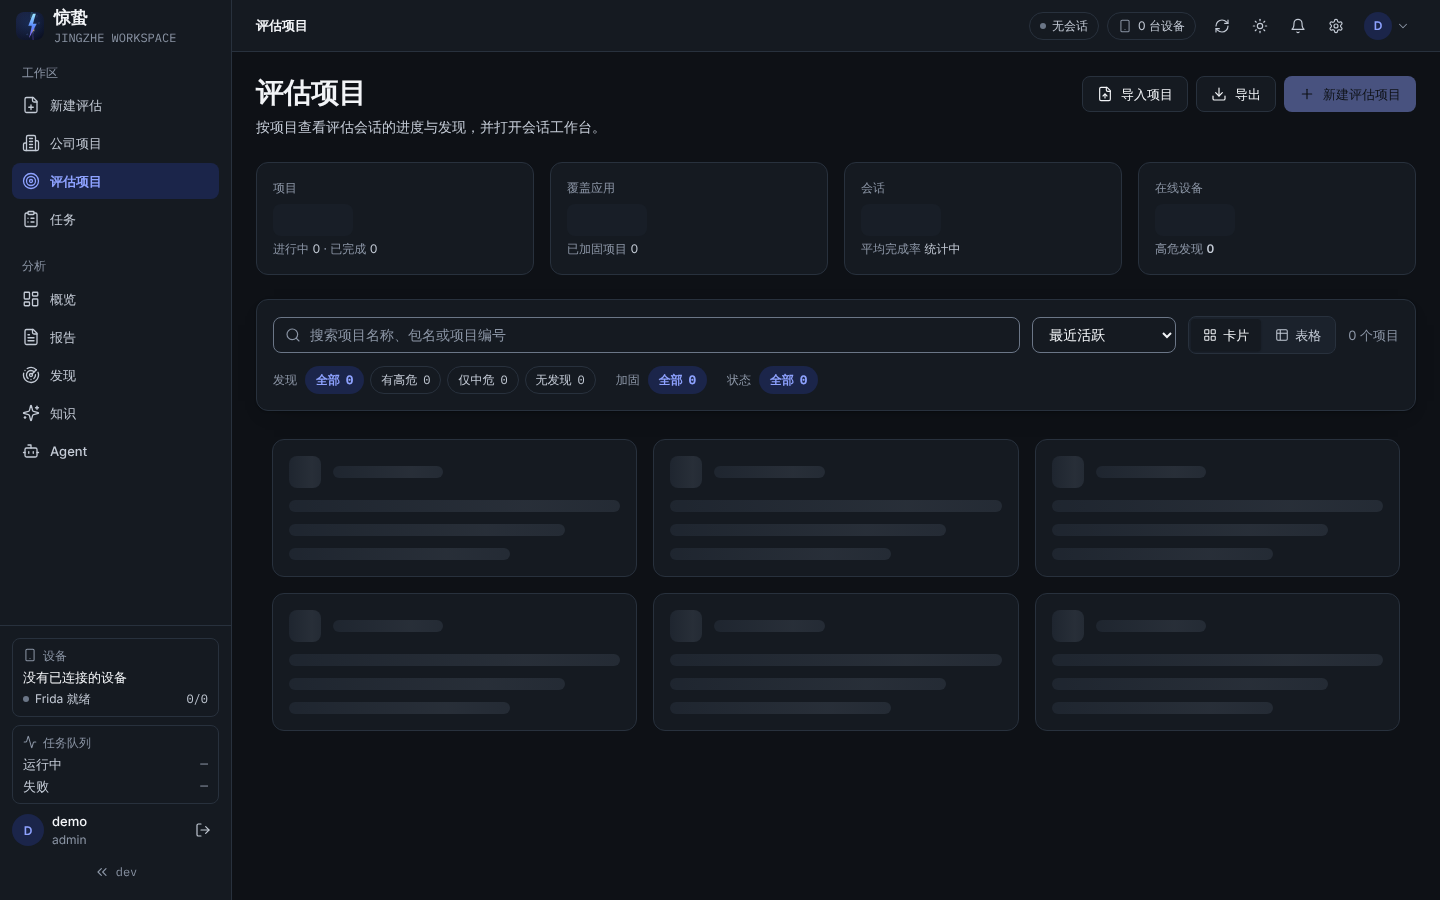 惊蛰
JINGZHE WORKSPACE
工作区
新建评估
公司项目
评估项目
任务
分析
概览
报告
发现
知识
Agent
设备
没有已连接的设备
Frida 就绪 0/0
任务队列
运行中 —
失败 —
D demo
admin
dev
评估项目
无会话 0 台设备 D
评估项目
按项目查看评估会话的进度与发现，并打开会话工作台。
导入项目 导出 新建评估项目
项目
进行中 0 · 已完成 0
覆盖应用
已加固项目 0
会话
平均完成率 统计中
在线设备
高危发现 0
搜索项目名称、包名或项目编号 最近活跃 卡片 表格 0 个项目
发现 全部 0 有高危 0 仅中危 0 无发现 0 加固 全部 0 状态 全部 0